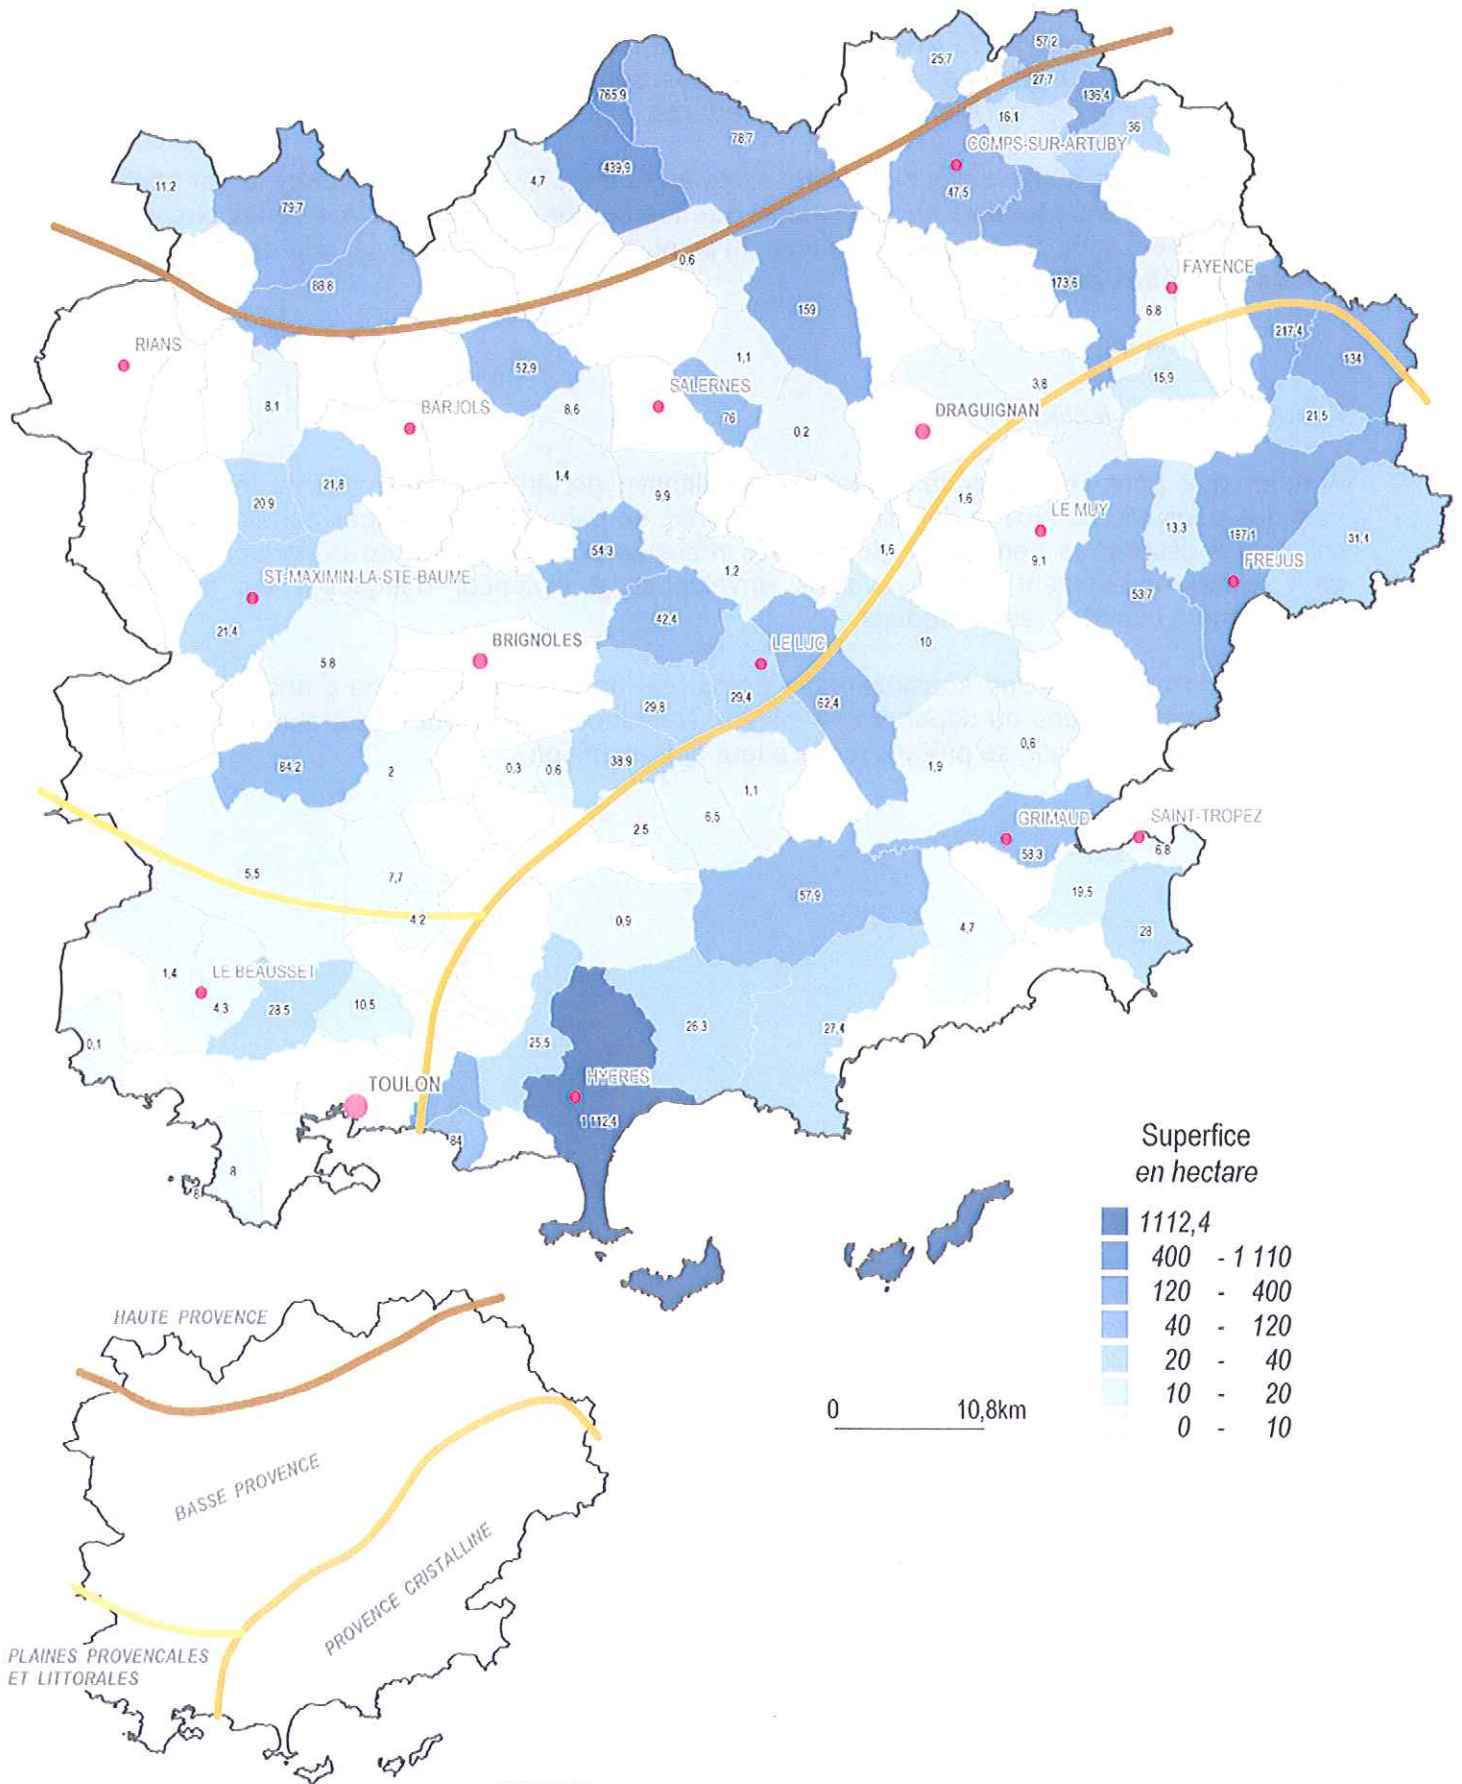 57,2
25,7
27,7
765,9
136,4
16,1
36
78,7
COMPS-SUR-ARTUBY
439,9
4,7
11,2
47,5
79,7
0,6
FAYENCE
173,6
88,8
6,8
159
217,4
RIANS
134
1,1
52,9
15,9
SALERNES
3,8
8,1
BARJOLS
8,6
DRAGUIGNAN
76
21,5
0,2
1,4
21,8
9,9
1,6
20,9
LE MUY
13,3
187,1
31,4
54,3
1,6
9,1
FREJUS
1,2
ST-MAXIMIN-LA-STE-BAUME
53,7
42,4
21,4
BRIGNOLES
LE LUC
10
5,8
29,4
29,8
62,4
0,6
38,9
84,2
2
0,3
0,6
1,9
1,1
6,5
GRIMAUD
SAINT-TROPEZ
2.5
58,3
6,8
5,5
7,7
57,9
19,5
4,2
0,9
4,7
28
1,4
LE BEAUSSET
4,3
28,5
10,5
26,3
27,4
25,5
0,1
HYERES
TOULON
1 112,4
84
8
Superfice
en hectare
1112,4
400 - 1 110
120 - 400
40 - 120
20 - 40
10 - 20
0 - 10
0 10,8km
HAUTE PROVENCE
BASSE PROVENCE
PROVENCE CRISTALLINE
PLAINES PROVENCALES
ET LITTORALES